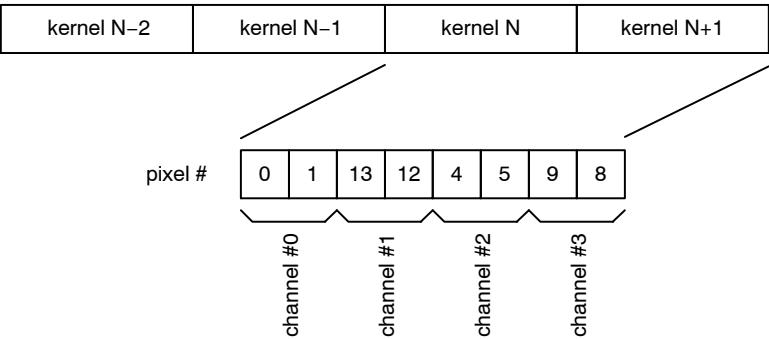 kernel N−2 kernel N−1 kernel N kernel N+1
pixel # 0 1 13 12 4 5 9 8
channel #0 channel #1 channel #2 channel #3